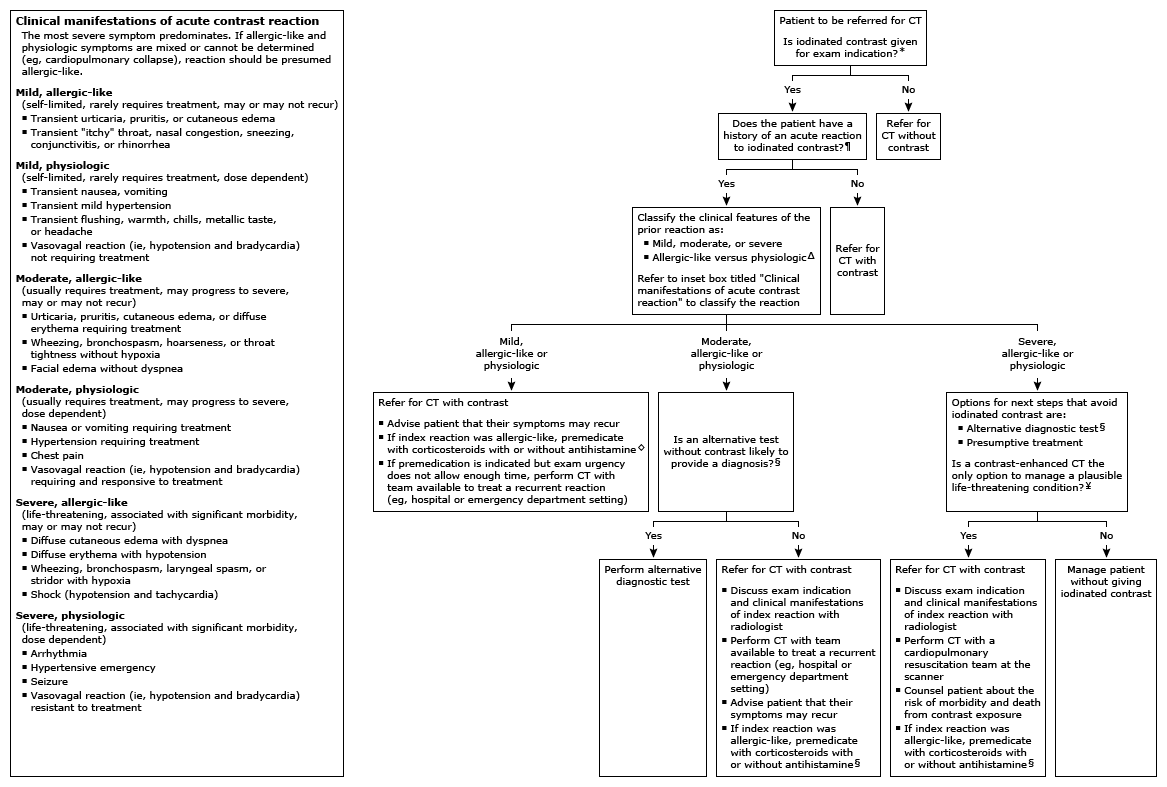 Clinical manifestations of acute contrast reaction
The most severe symptom predominates. If allergic-like and
physiologic symptoms are mixed or cannot be determined
(eg, cardiopulmonary collapse), reaction should be presumed
allergic-like.
Mild, allergic-like
(self-limited, rarely requires treatment, may or may not recur)
▪ Transient urticaria, pruritis, or cutaneous edema
▪ Transient "itchy" throat, nasal congestion, sneezing,
conjunctivitis, or rhinorrhea
Mild, physiologic
(self-limited, rarely requires treatment, dose dependent)
▪ Transient nausea, vomiting
▪ Transient mild hypertension
▪ Transient flushing, warmth, chills, metallic taste,
or headache
▪ Vasovagal reaction (ie, hypotension and bradycardia)
not requiring treatment
Moderate, allergic-like
(usually requires treatment, may progress to severe,
may or may not recur)
▪ Urticaria, pruritis, cutaneous edema, or diffuse
erythema requiring treatment
▪ Wheezing, bronchospasm, hoarseness, or throat
tightness without hypoxia
▪ Facial edema without dyspnea
Moderate, physiologic
(usually requires treatment, may progress to severe,
dose dependent)
▪ Nausea or vomiting requiring treatment
▪ Hypertension requiring treatment
▪ Chest pain
▪ Vasovagal reaction (ie, hypotension and bradycardia)
requiring and responsive to treatment
Severe, allergic-like
(life-threatening, associated with significant morbidity,
may or may not recur)
▪ Diffuse cutaneous edema with dyspnea
▪ Diffuse erythema with hypotension
▪ Wheezing, bronchospasm, laryngeal spasm, or
stridor with hypoxia
▪ Shock (hypotension and tachycardia)
Severe, physiologic
(life-threatening, associated with significant morbidity,
dose dependent)
▪ Arrhythmia
▪ Hypertensive emergency
▪ Seizure
▪ Vasovagal reaction (ie, hypotension and bradycardia)
resistant to treatment
Patient to be referred for CT
Is iodinated contrast given
for exam indication?*
Yes
No
Does the patient have a
history of an acute reaction
to iodinated contrast?¶
Refer for
CT without
contrast
Yes
No
Classify the clinical features of the
prior reaction as:
▪ Mild, moderate, or severe
▪ Allergic-like versus physiologicΔ
Refer to inset box titled "Clinical
manifestations of acute contrast
reaction" to classify the reaction
Refer for
CT with
contrast
Mild,
allergic-like or
physiologic
Moderate,
allergic-like or
physiologic
Severe,
allergic-like or
physiologic
Refer for CT with contrast
▪ Advise patient that their symptoms may recur
▪ If index reaction was allergic-like, premedicate
with corticosteroids with or without antihistamine◇
▪ If premedication is indicated but exam urgency
does not allow enough time, perform CT with
team available to treat a recurrent reaction
(eg, hospital or emergency department setting)
Is an alternative test
without contrast likely to
provide a diagnosis?§
Options for next steps that avoid
iodinated contrast are:
▪ Alternative diagnostic test§
▪ Presumptive treatment
Is a contrast-enhanced CT the
only option to manage a plausible
life-threatening condition?¥
Yes
No
Yes
No
Perform alternative
diagnostic test
Refer for CT with contrast
▪ Discuss exam indication
and clinical manifestations
of index reaction with
radiologist
▪ Perform CT with team
available to treat a recurrent
reaction (eg, hospital or
emergency department
setting)
▪ Advise patient that their
symptoms may recur
▪ If index reaction was
allergic-like, premedicate
with corticosteroids with
or without antihistamine§
Refer for CT with contrast
▪ Discuss exam indication
and clinical manifestations
of index reaction with
radiologist
▪ Perform CT with a
cardiopulmonary
resuscitation team at the
scanner
▪ Counsel patient about the
risk of morbidity and death
from contrast exposure
▪ If index reaction was
allergic-like, premedicate
with corticosteroids with
or without antihistamine§
Manage patient
without giving
iodinated contrast